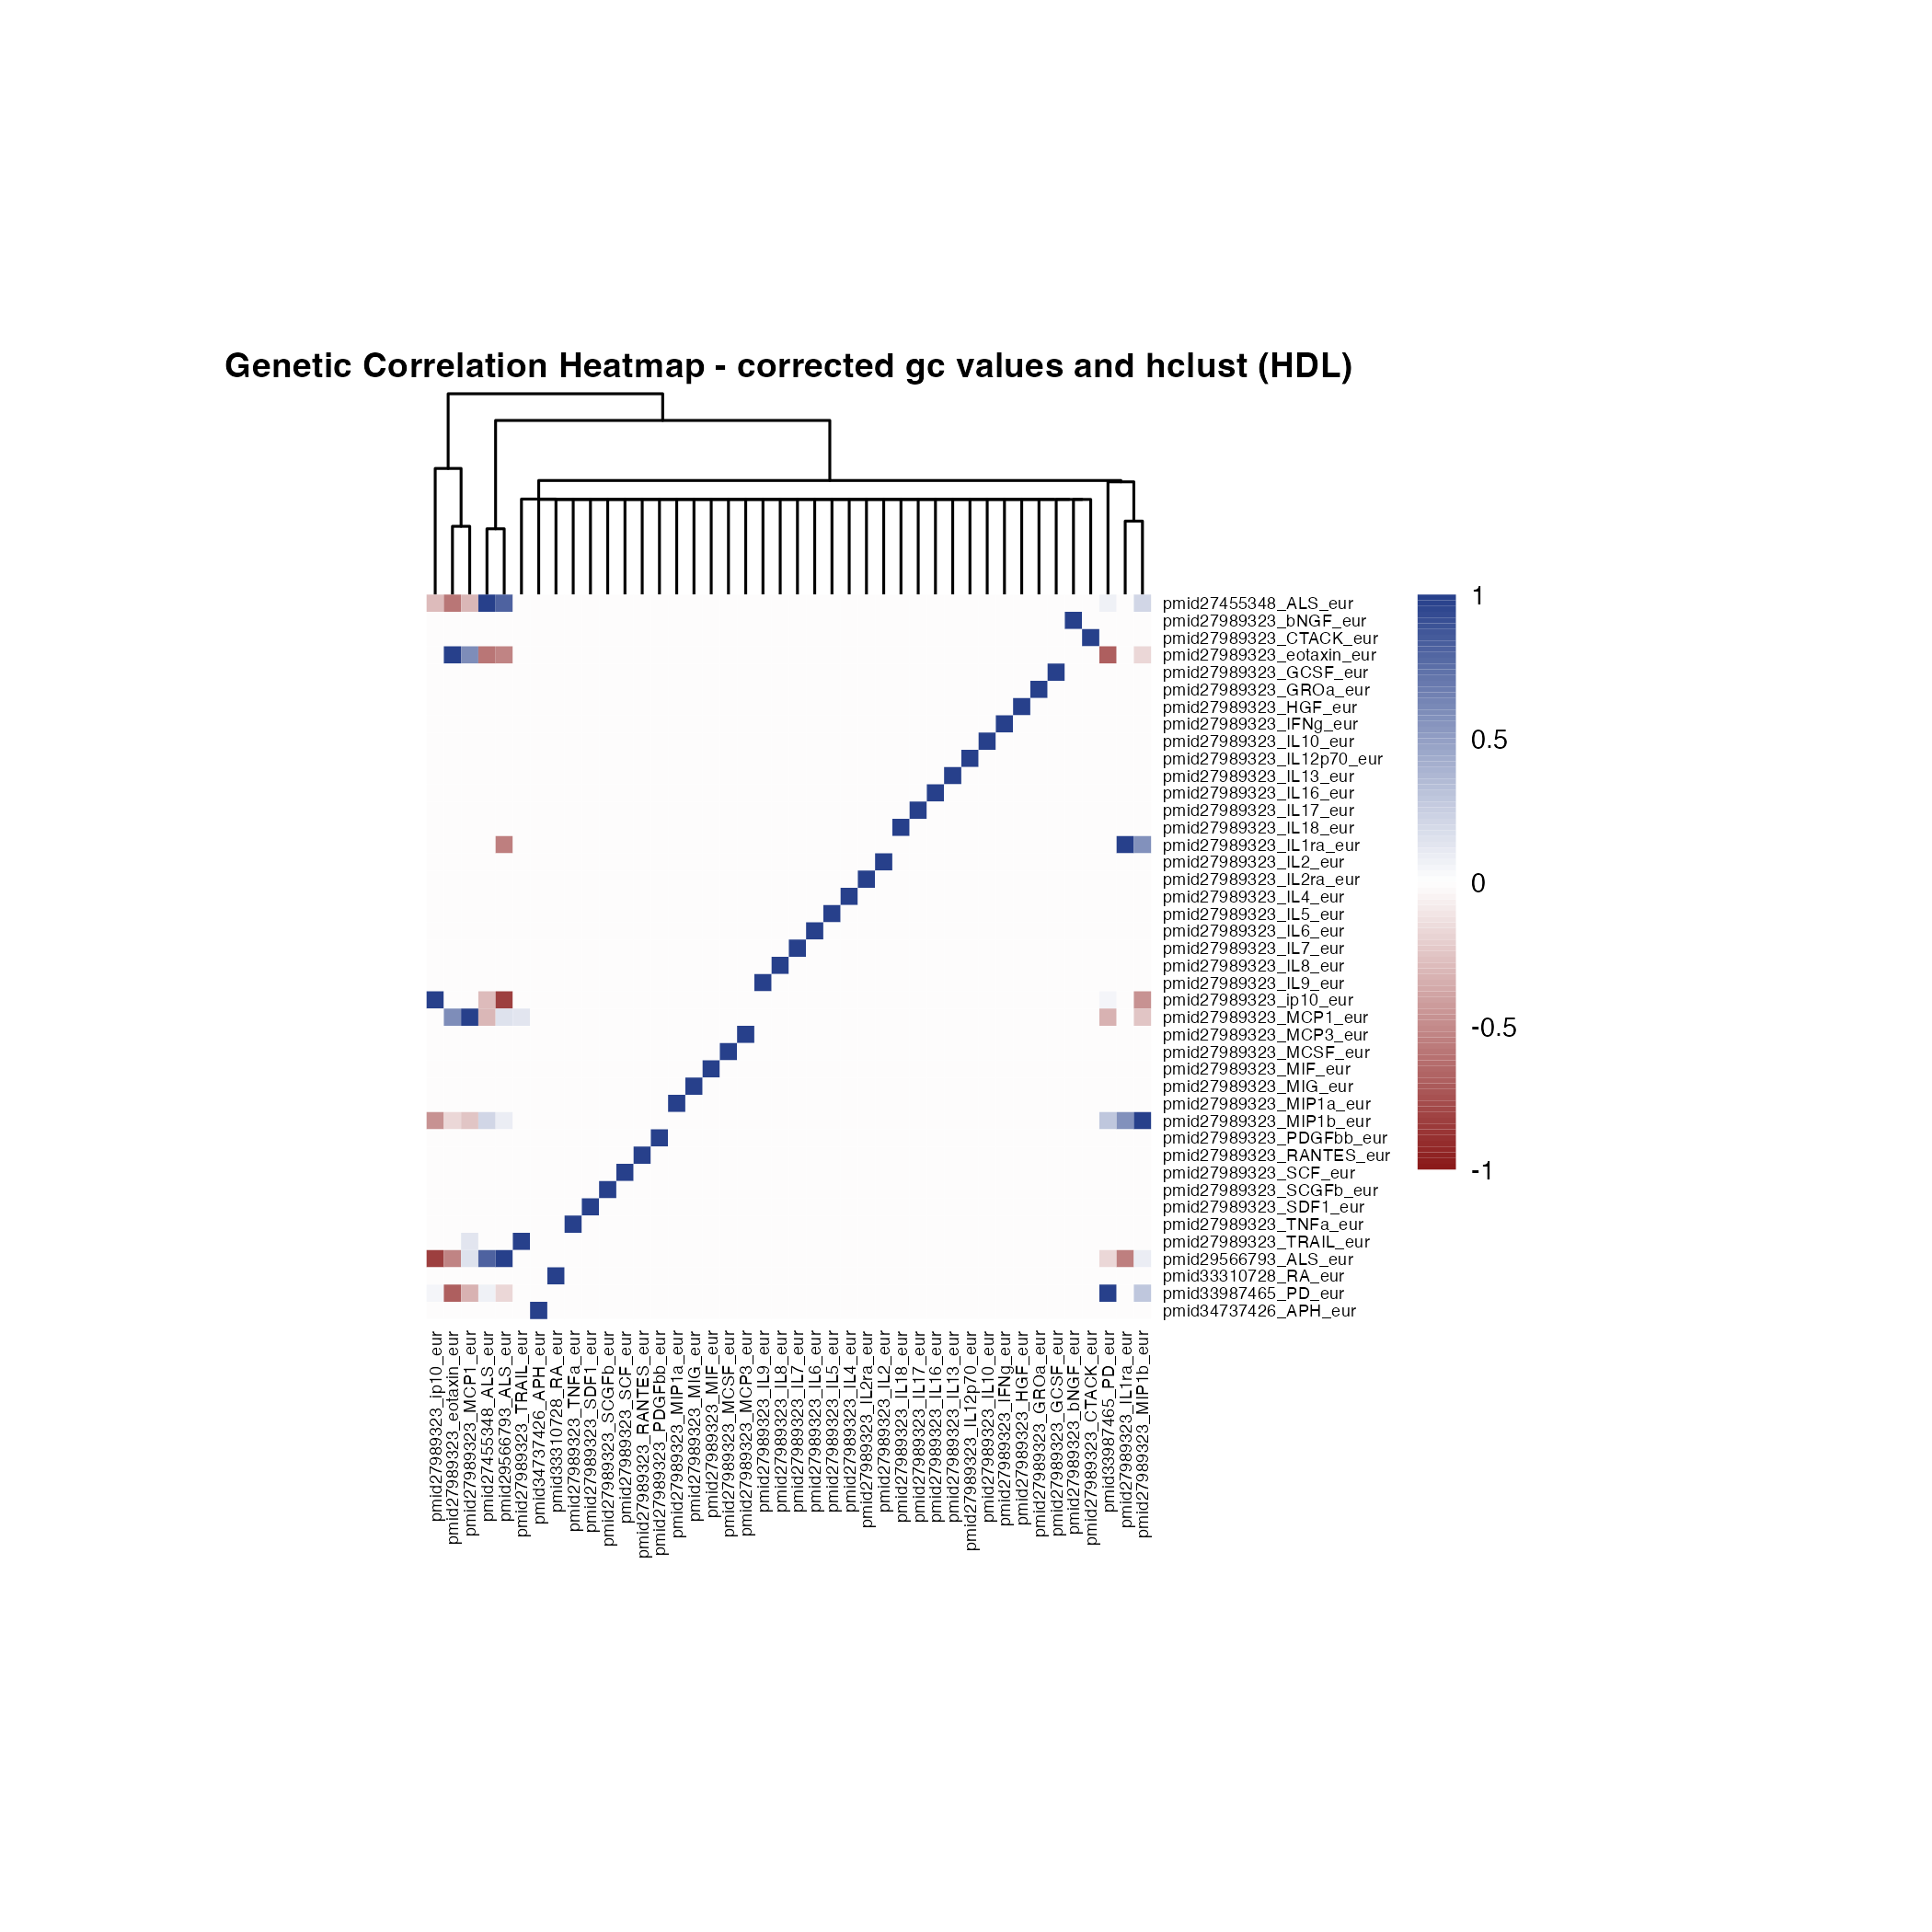 Genetic Correlation Heatmap - corrected gc values and hclust (HDL)
pmid27455348_ALS_eur
pmid27989323_bNGF_eur
pmid27989323_CTACK_eur
pmid27989323_eotaxin_eur
pmid27989323_GCSF_eur
pmid27989323_GROa_eur
pmid27989323_HGF_eur
pmid27989323_IFNg_eur
pmid27989323_IL10_eur
pmid27989323_IL12p70_eur
pmid27989323_IL13_eur
pmid27989323_IL16_eur
pmid27989323_IL17_eur
pmid27989323_IL18_eur
pmid27989323_IL1ra_eur
pmid27989323_IL2_eur
pmid27989323_IL2ra_eur
pmid27989323_IL4_eur
pmid27989323_IL5_eur
pmid27989323_IL6_eur
pmid27989323_IL7_eur
pmid27989323_IL8_eur
pmid27989323_IL9_eur
pmid27989323_ip10_eur
pmid27989323_MCP1_eur
pmid27989323_MCP3_eur
pmid27989323_MCSF_eur
pmid27989323_MIF_eur
pmid27989323_MIG_eur
pmid27989323_MIP1a_eur
pmid27989323_MIP1b_eur
pmid27989323_PDGFbb_eur
pmid27989323_RANTES_eur
pmid27989323_SCF_eur
pmid27989323_SCGFb_eur
pmid27989323_SDF1_eur
pmid27989323_TNFa_eur
pmid27989323_TRAIL_eur
pmid29566793_ALS_eur
pmid33310728_RA_eur
pmid33987465_PD_eur
pmid34737426_APH_eur
1
0.5
0
-0.5
-1
pmid27989323_ip10_eur
pmid27989323_eotaxin_eur
pmid27989323_MCP1_eur
pmid27455348_ALS_eur
pmid29566793_ALS_eur
pmid27989323_TRAIL_eur
pmid34737426_APH_eur
pmid33310728_RA_eur
pmid27989323_TNFa_eur
pmid27989323_SDF1_eur
pmid27989323_SCGFb_eur
pmid27989323_SCF_eur
pmid27989323_RANTES_eur
pmid27989323_PDGFbb_eur
pmid27989323_MIP1a_eur
pmid27989323_MIG_eur
pmid27989323_MIF_eur
pmid27989323_MCSF_eur
pmid27989323_MCP3_eur
pmid27989323_IL9_eur
pmid27989323_IL8_eur
pmid27989323_IL7_eur
pmid27989323_IL6_eur
pmid27989323_IL5_eur
pmid27989323_IL4_eur
pmid27989323_IL2ra_eur
pmid27989323_IL2_eur
pmid27989323_IL18_eur
pmid27989323_IL17_eur
pmid27989323_IL16_eur
pmid27989323_IL13_eur
pmid27989323_IL12p70_eur
pmid27989323_IL10_eur
pmid27989323_IFNg_eur
pmid27989323_HGF_eur
pmid27989323_GROa_eur
pmid27989323_GCSF_eur
pmid27989323_bNGF_eur
pmid27989323_CTACK_eur
pmid33987465_PD_eur
pmid27989323_IL1ra_eur
pmid27989323_MIP1b_eur